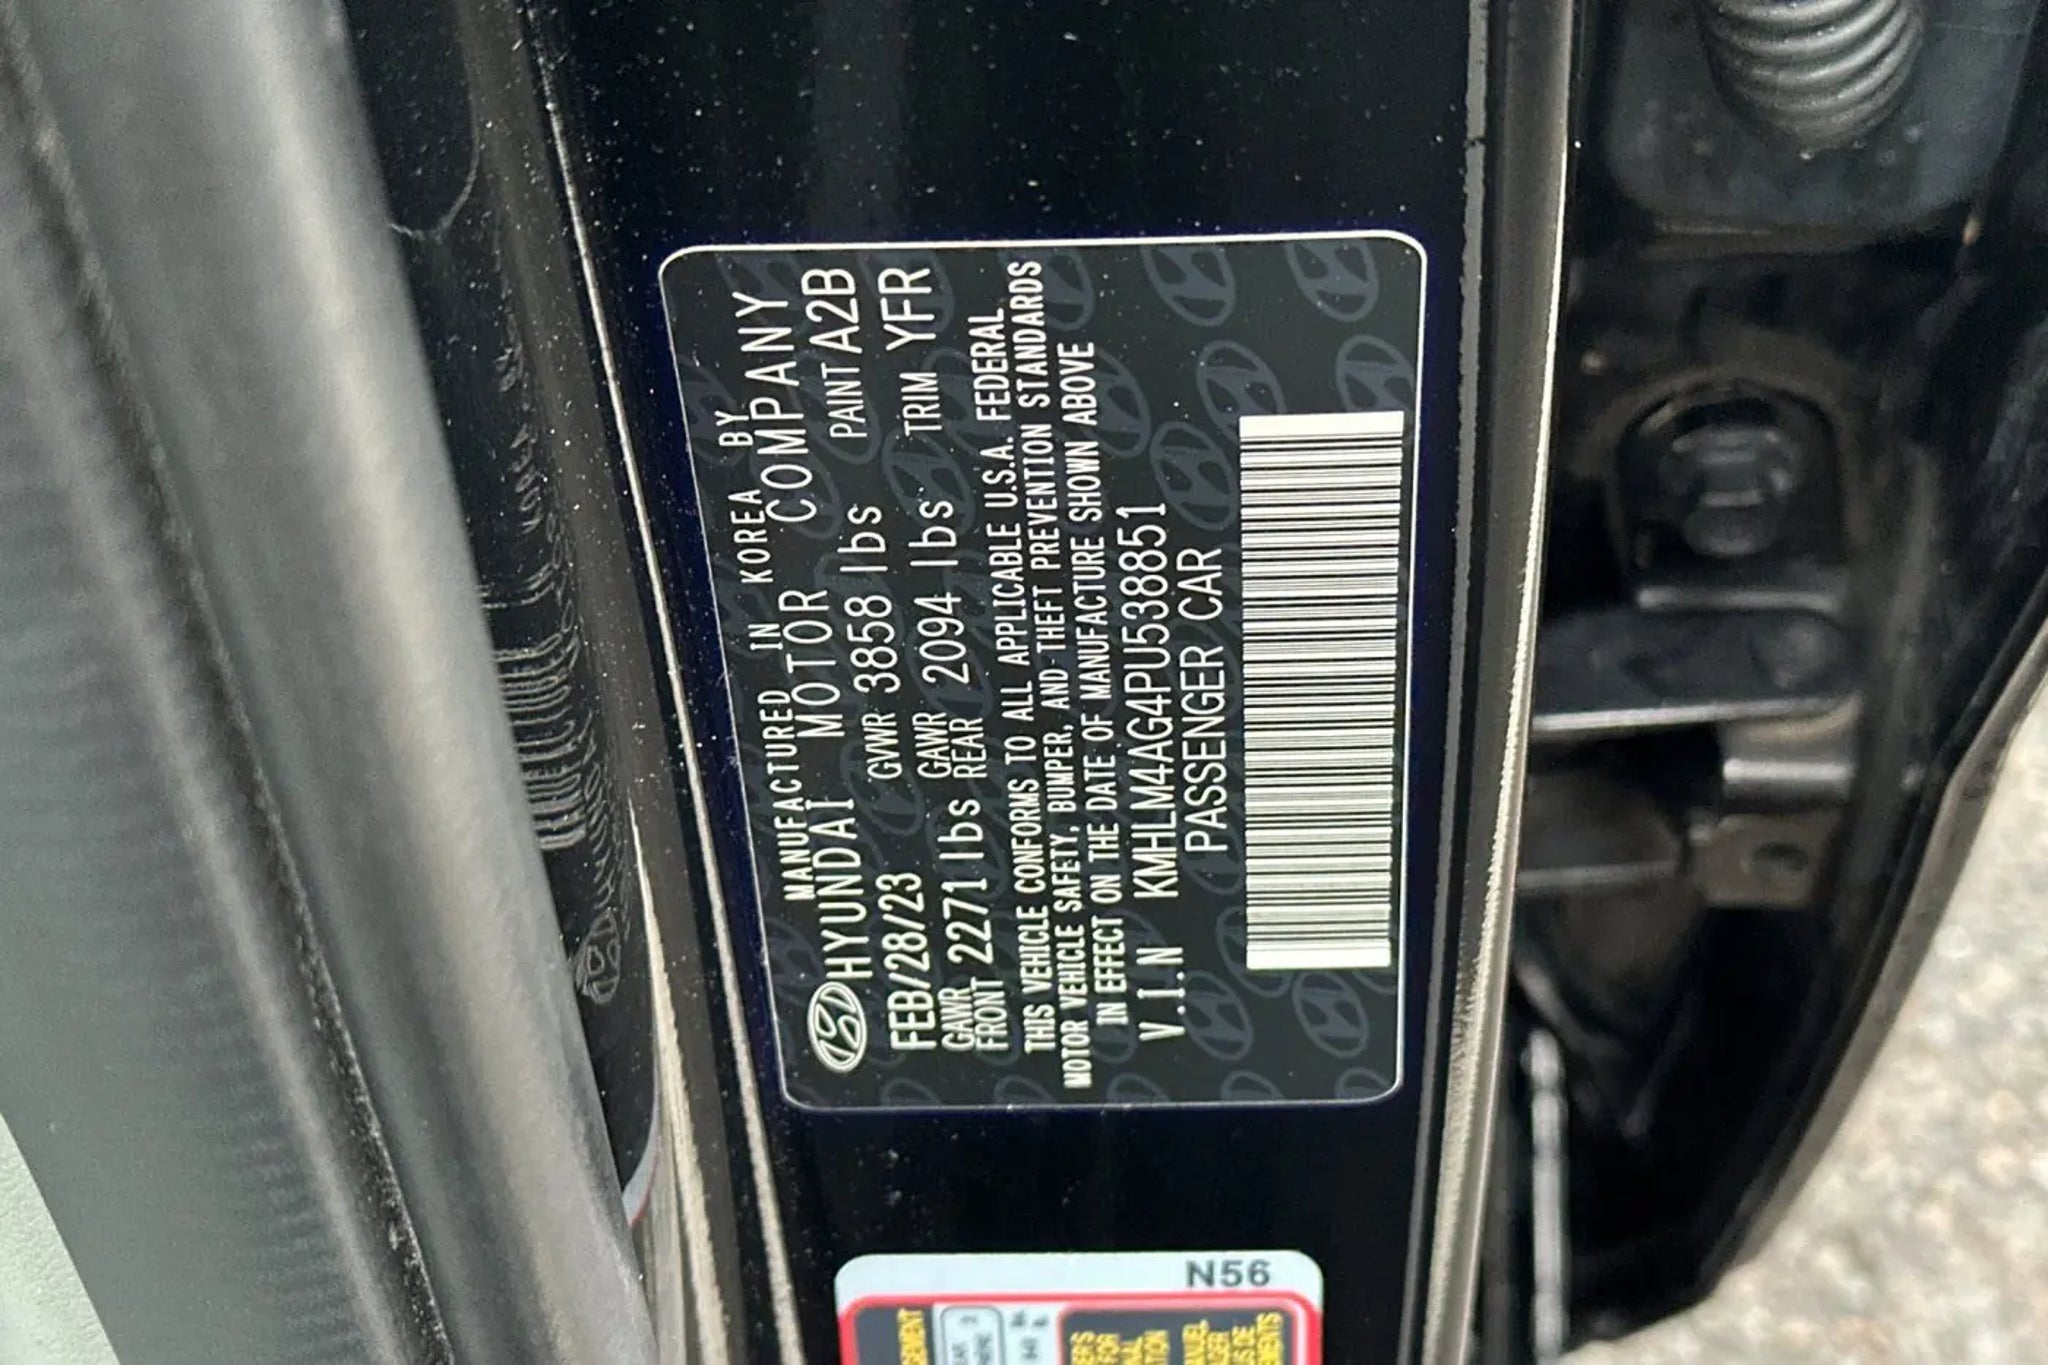 MANUFACTURED IN KOREA BY
HYUNDAI MOTOR COMPANY
FEB/28/23 GVWR 3858 lbs PAINT A2B
GAWR FRONT 2271 lbs GAWR REAR 2094 lbs TRIM YFR
THIS VEHICLE CONFORMS TO ALL APPLICABLE U.S.A. FEDERAL
MOTOR VEHICLE SAFETY, BUMPER, AND THEFT PREVENTION STANDARDS
IN EFFECT ON THE DATE OF MANUFACTURE SHOWN ABOVE
V.I.N KMHLM4AG4PU538851
PASSENGER CAR
N56